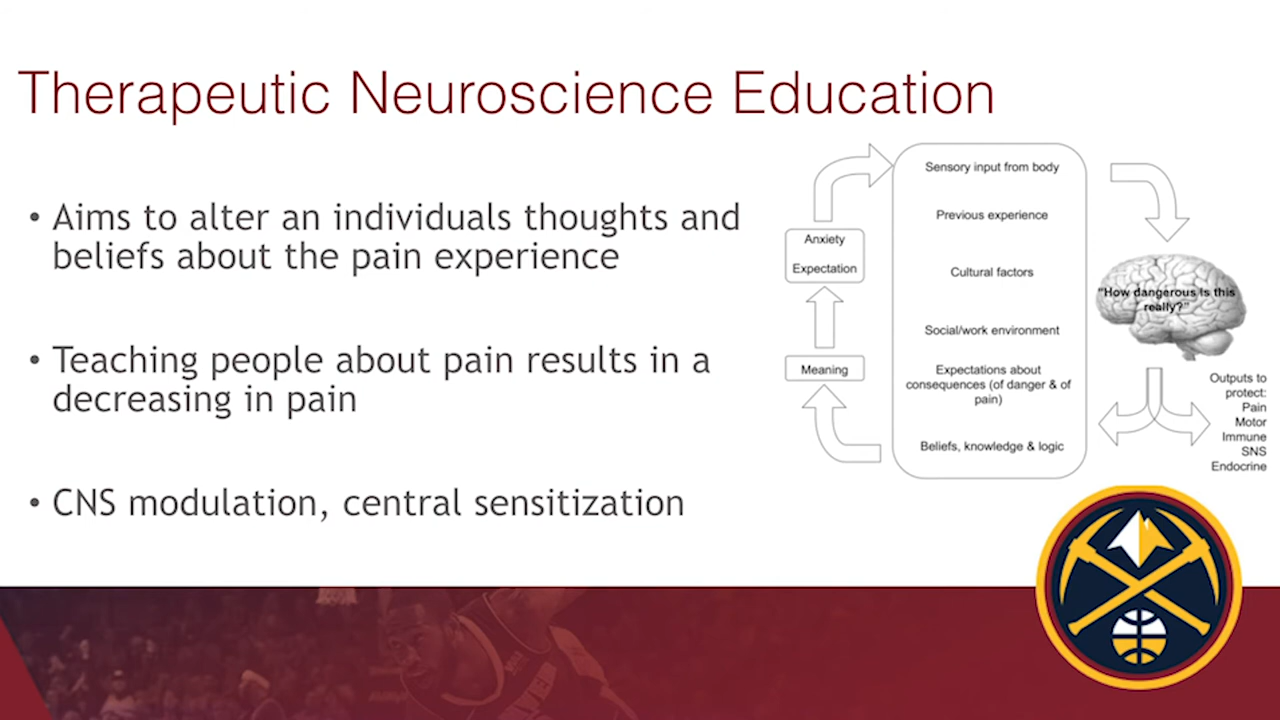 Therapeutic Neuroscience Education
• Aims to alter an individuals thoughts and
beliefs about the pain experience
• Teaching people about pain results in a
decreasing in pain
• CNS modulation, central sensitization
Sensory input from body
Previous experience
Cultural factors
Social/work environment
Expectations about
consequences (of danger & of
pain)
Beliefs, knowledge & logic
Anxiety
Expectation
Meaning
"How dangerous is this
really?"
Outputs to
protect:
Pain
Motor
Immune
SNS
Endocrine